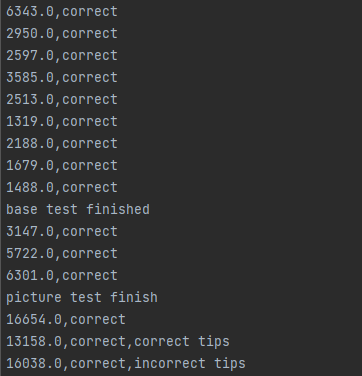 6343.0,correct
2950.0,correct
2597.0,correct
3585.0,correct
2513.0,correct
1319.0,correct
2188.0,correct
1679.0,correct
1488.0,correct
base test finished
3147.0,correct
5722.0,correct
6301.0,correct
picture test finish
16654.0,correct
13158.0,correct,correct tips
16038.0,correct,incorrect tips